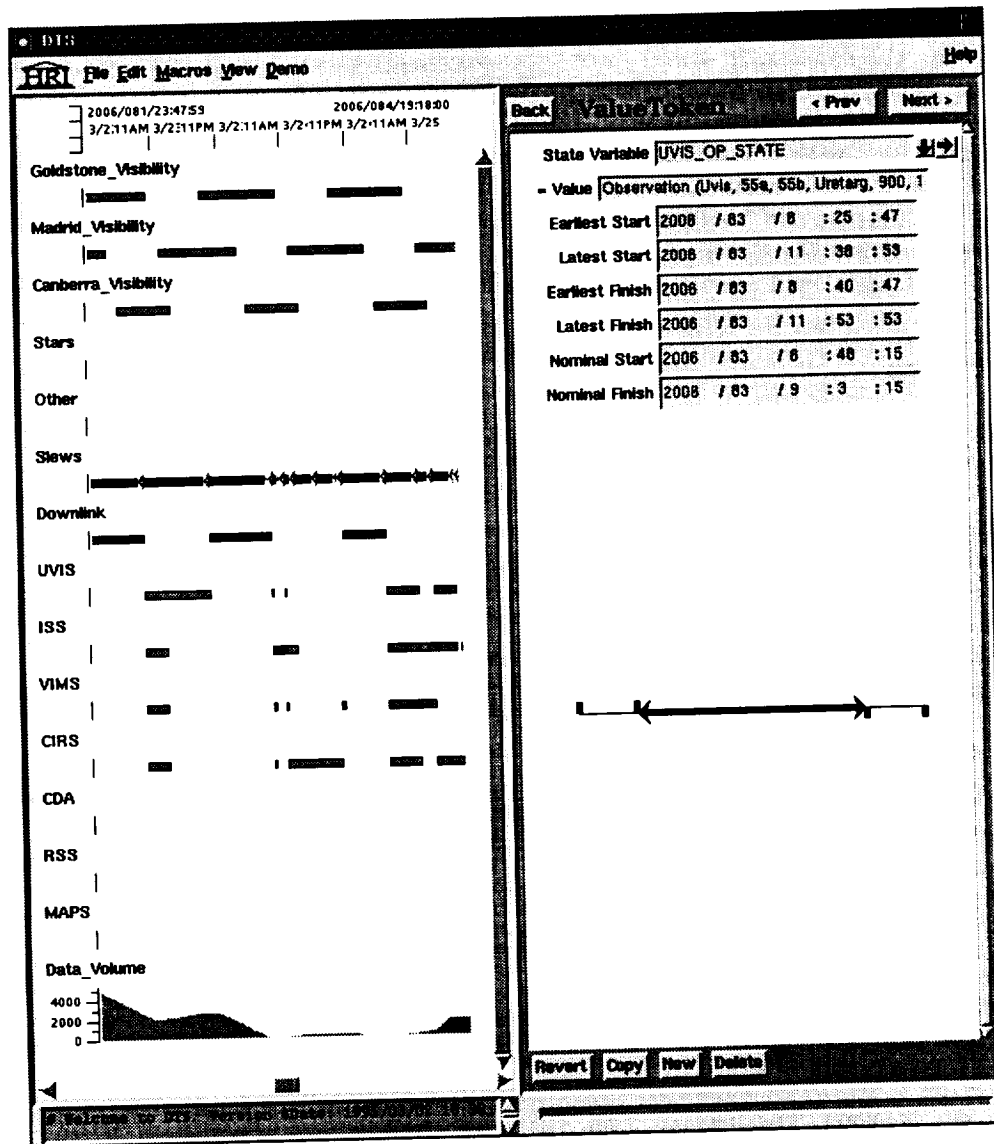 DTS
HRI File Edit Macros View Demo
Help
2006/081/23:47:59 2006/084/19:18:00
3/2:11AM 3/2:11PM 3/2:11AM 3/2:11PM 3/2:11AM 3/25
Goldstone_Visibility
Madrid_Visibility
Canberra_Visibility
Stars
Other
Slews
Downlink
UVIS
ISS
VIMS
CIRS
CDA
RSS
MAPS
Data_Volume
4000
2000
0
Back ValueToken < Prev Next >
State Variable UVIS_OP_STATE
= Value Observation (Uvis, 55a, 55b, Uretarg, 900, 1
Earliest Start 2006 / 83 / 8 : 25 : 47
Latest Start 2006 / 83 / 11 : 38 : 53
Earliest Finish 2006 / 83 / 8 : 40 : 47
Latest Finish 2006 / 83 / 11 : 53 : 53
Nominal Start 2006 / 83 / 8 : 48 : 15
Nominal Finish 2006 / 83 / 9 : 3 : 15
Revert Copy New Delete
# Welcome to